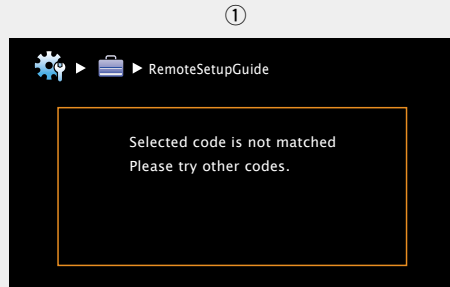 ①
RemoteSetupGuide
Selected code is not matched
Please try other codes.